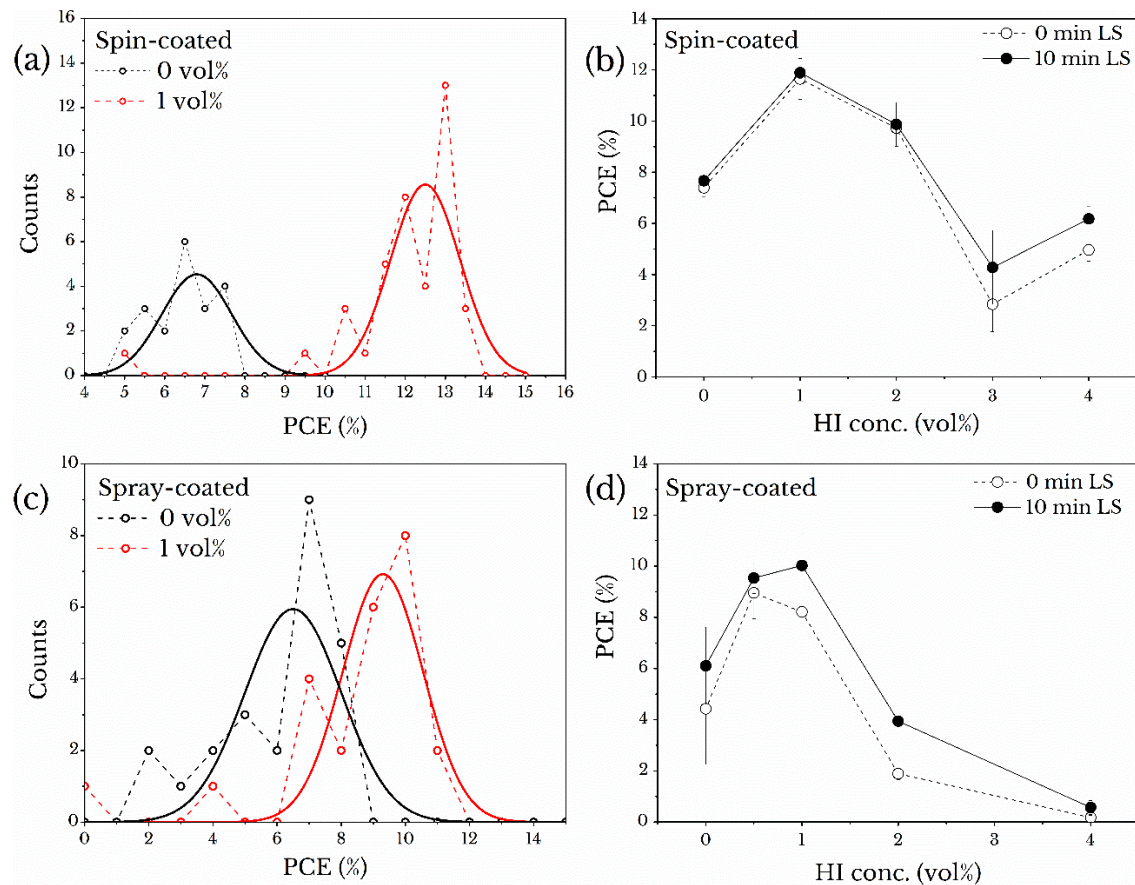 (a)
Spin-coated
0 vol%
1 vol%
16
14
12
10
8
6
4
2
0
Counts
4 5 6 7 8 9 10 11 12 13 14 15 16
PCE (%)
(b)
Spin-coated
0 min LS
10 min LS
14
12
10
8
6
4
2
0
PCE (%)
0 1 2 3 4
HI conc. (vol%)
(c)
Spray-coated
0 vol%
1 vol%
10
8
6
4
2
0
Counts
0 2 4 6 8 10 12 14
PCE (%)
(d)
Spray-coated
0 min LS
10 min LS
14
12
10
8
6
4
2
0
PCE (%)
0 1 2 3 4
HI conc. (vol%)